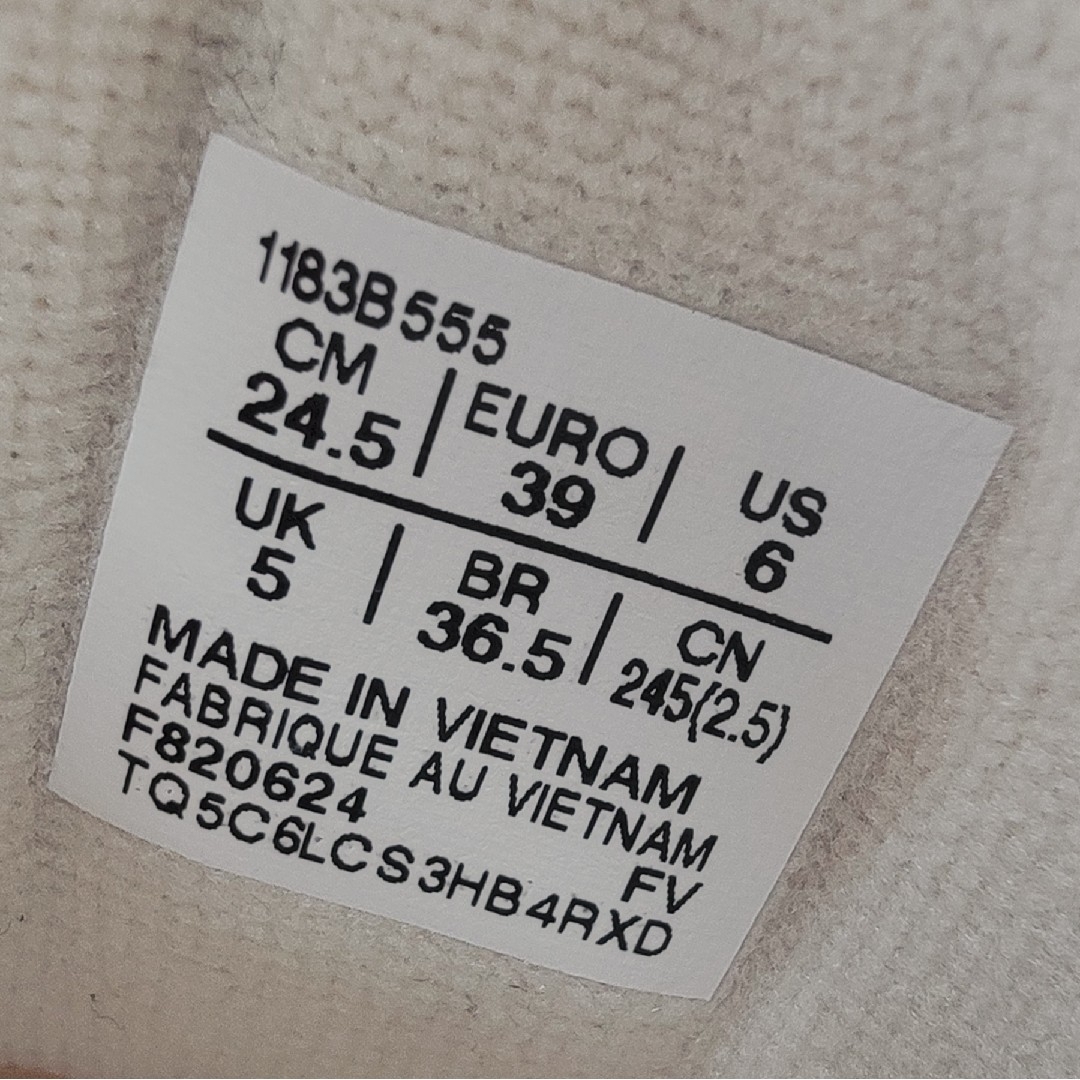 1183B555
CM | EURO | US
24.5 | 39 | 6
UK | BR | CN
5 | 36.5 | 245(2.5)
MADE IN VIETNAM
FABRIQUE AU VIETNAM
F820624 FV
TQ5C6LCS3HB4RXD